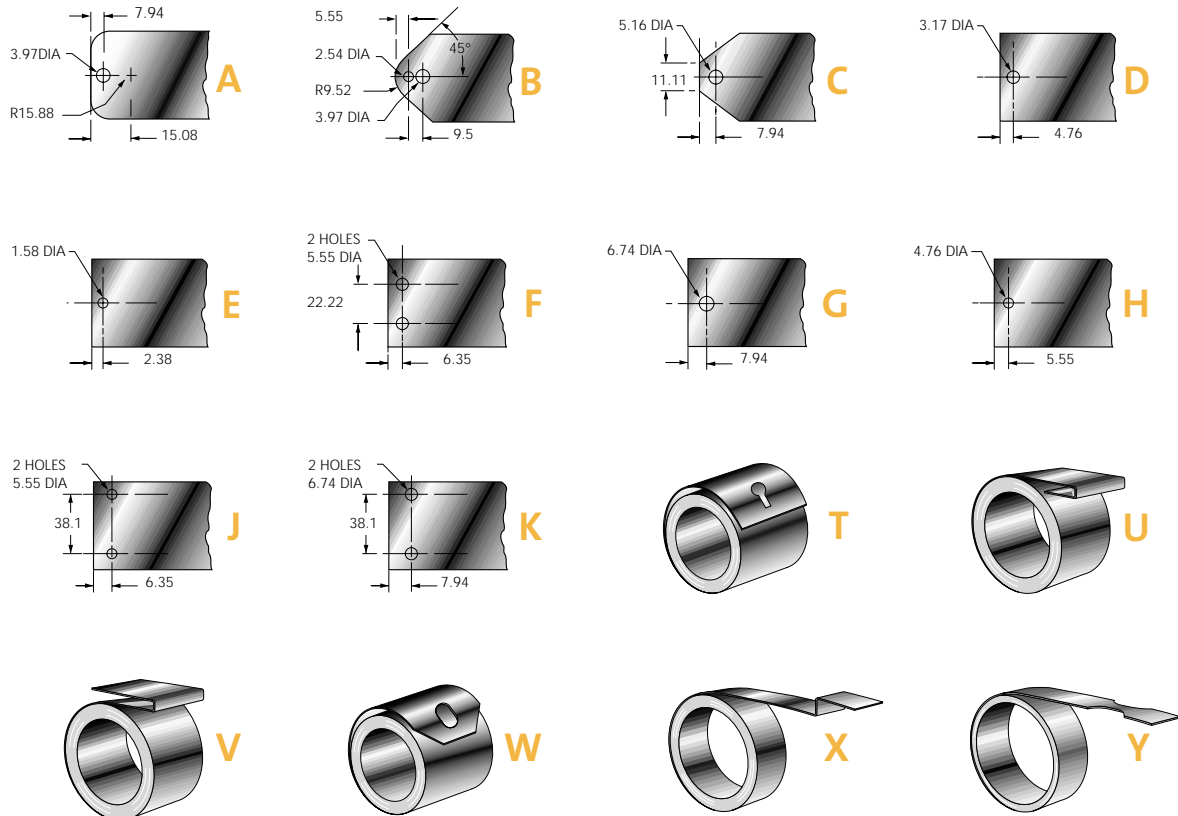 7.94
3.97DIA
A
R15.88
15.08
5.55
2.54 DIA
45°
B
R9.52
3.97 DIA
9.5
5.16 DIA
11.11
C
7.94
3.17 DIA
D
4.76
1.58 DIA
E
2.38
2 HOLES
5.55 DIA
22.22
F
6.35
6.74 DIA
G
7.94
4.76 DIA
H
5.55
2 HOLES
5.55 DIA
38.1
J
6.35
2 HOLES
6.74 DIA
38.1
K
7.94
T
U
V
W
X
Y